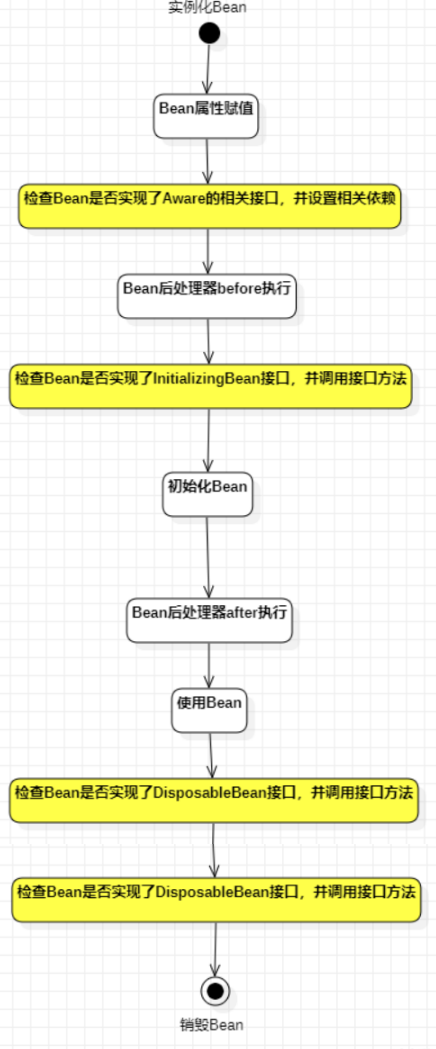 实例化Bean
Bean属性赋值
检查Bean是否实现了Aware的相关接口，并设置相关依赖
Bean后处理器before执行
检查Bean是否实现了InitializingBean接口，并调用接口方法
初始化Bean
Bean后处理器after执行
使用Bean
检查Bean是否实现了DisposableBean接口，并调用接口方法
检查Bean是否实现了DisposableBean接口，并调用接口方法
销毁Bean